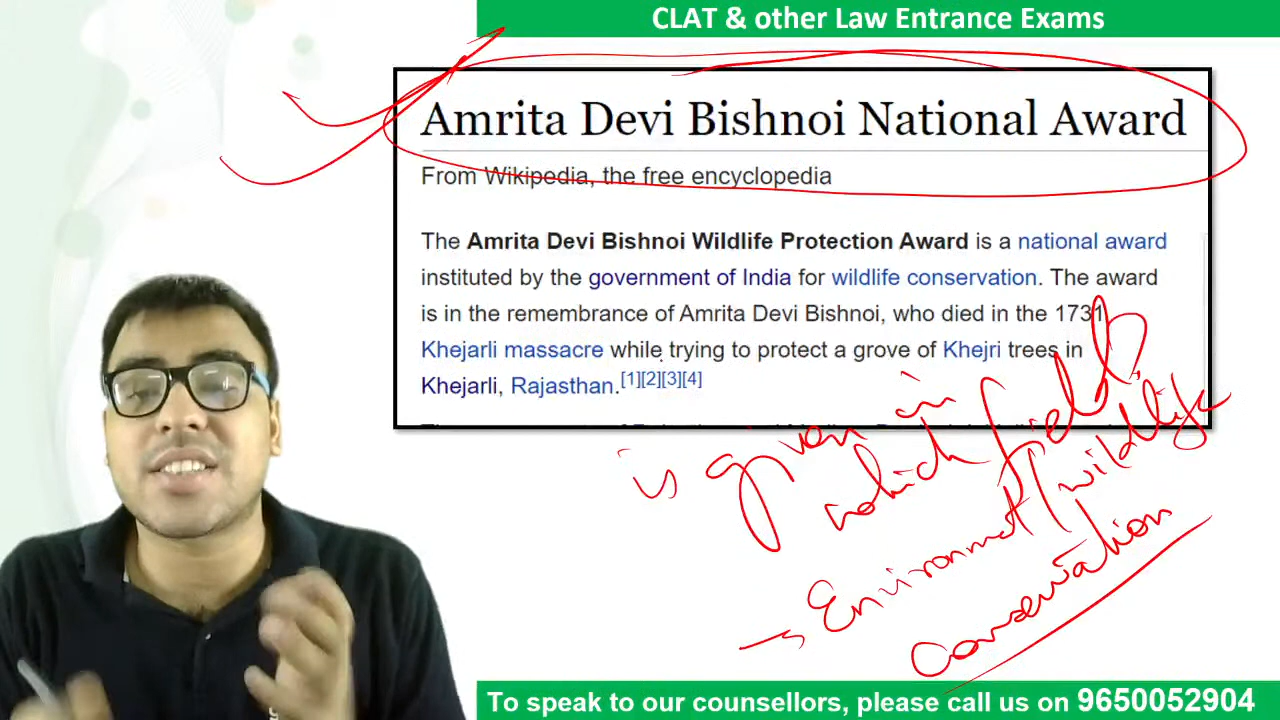 CLAT & other Law Entrance Exams
Amrita Devi Bishnoi National Award
From Wikipedia, the free encyclopedia
The Amrita Devi Bishnoi Wildlife Protection Award is a national award
instituted by the government of India for wildlife conservation. The award
is in the remembrance of Amrita Devi Bishnoi, who died in the 1731
Khejarli massacre while trying to protect a grove of Khejri trees in
Khejarli, Rajasthan.[1][2][3][4]
is given in
which field?
→ Environment / wildlife
conservation
To speak to our counsellors, please call us on 9650052904